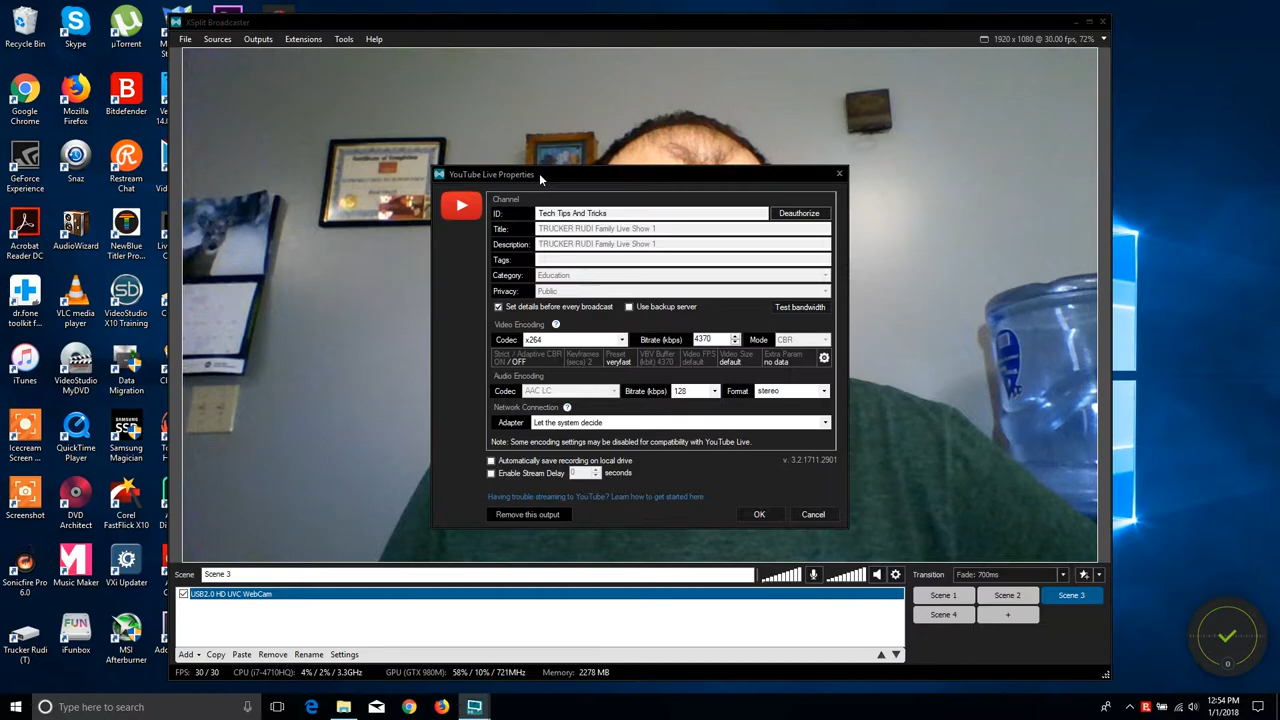 XSplit Broadcaster
File Sources Outputs Extensions Tools Help
1920 x 1080 @ 30.00 fps, 72%
Recycle Bin
Skype
µTorrent
Google Chrome
Mozilla Firefox
Bitdefender
GeForce Experience
Snaz
Restream Chat
Acrobat Reader DC
AudioWizard
NewBlue Titler Pro...
dr.fone toolkit f...
VLC media player
VideoStudio X10 Training
iTunes
VideoStudio MyDVD
Data Migration
Icecream Screen ...
QuickTime Player
Samsung Magician
Screenshot
DVD Architect
Corel FastFlick X10
Sonicfire Pro 6.0
Music Maker
VXi Updater
Trucker Rudi (T)
iFunbox
MSI Afterburner
Certificate of Completion
YouTube Live Properties
Channel
ID: Tech Tips And Tricks Deauthorize
Title: TRUCKER RUDI Family Live Show 1
Description: TRUCKER RUDI Family Live Show 1
Tags:
Category: Education
Privacy: Public
Set details before every broadcast Use backup server Test bandwidth
Video Encoding ?
Codec x264 Bitrate (kbps) 4370 Mode CBR
Strict / Adaptive CBR ON / OFF
Keyframes (secs) 2
Preset veryfast
VBV Buffer (kbit) 4370
Video FPS default
Video Size default
Extra Param no data
Audio Encoding
Codec AAC LC Bitrate (kbps) 128 Format stereo
Network Connection ?
Adapter Let the system decide
Note: Some encoding settings may be disabled for compatibility with YouTube Live.
Automatically save recording on local drive v. 3.2.1711.2901
Enable Stream Delay 0 seconds
Having trouble streaming to YouTube? Learn how to get started here
Remove this output OK Cancel
Scene Scene 3 Transition Fade: 700ms
USB2.0 HD UVC WebCam
Scene 1 Scene 2 Scene 3
Scene 4 +
Add Copy Paste Remove Rename Settings
FPS: 30 / 30 CPU (i7-4710HQ): 4% / 2% / 3.3GHz GPU (GTX 980M): 58% / 10% / 721MHz Memory: 2278 MB
0
Type here to search
12:54 PM
1/1/2018